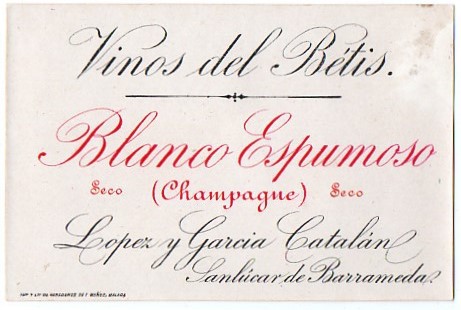 Vinos del Bétis.
Blanco Espumoso
Seco (Champagne) Seco
Lopez y Garcia Catalán
Sanlúcar de Barrameda.